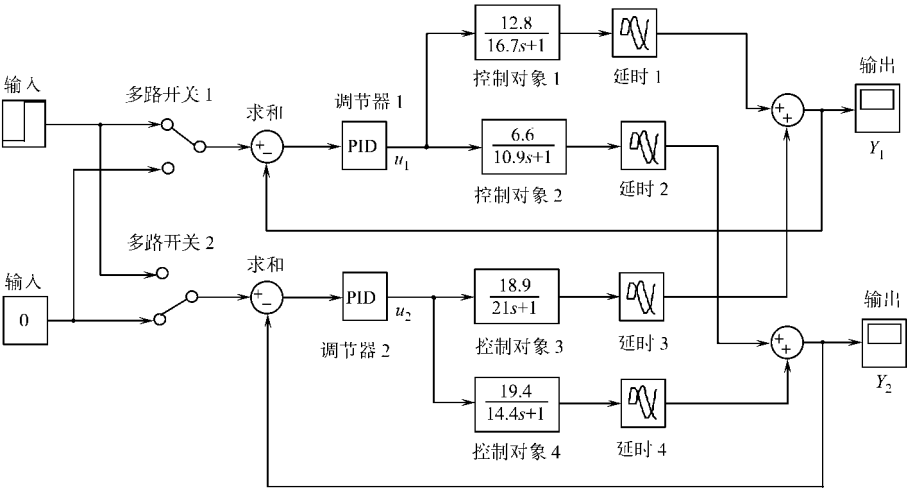 输入
多路开关 1
求和
+
−
调节器 1
PID
u1
12.8
16.7s+1
控制对象 1
延时 1
6.6
10.9s+1
控制对象 2
延时 2
+
+
输出
Y1
输入
0
多路开关 2
求和
+
−
PID
调节器 2
u2
18.9
21s+1
控制对象 3
延时 3
19.4
14.4s+1
控制对象 4
延时 4
+
+
输出
Y2